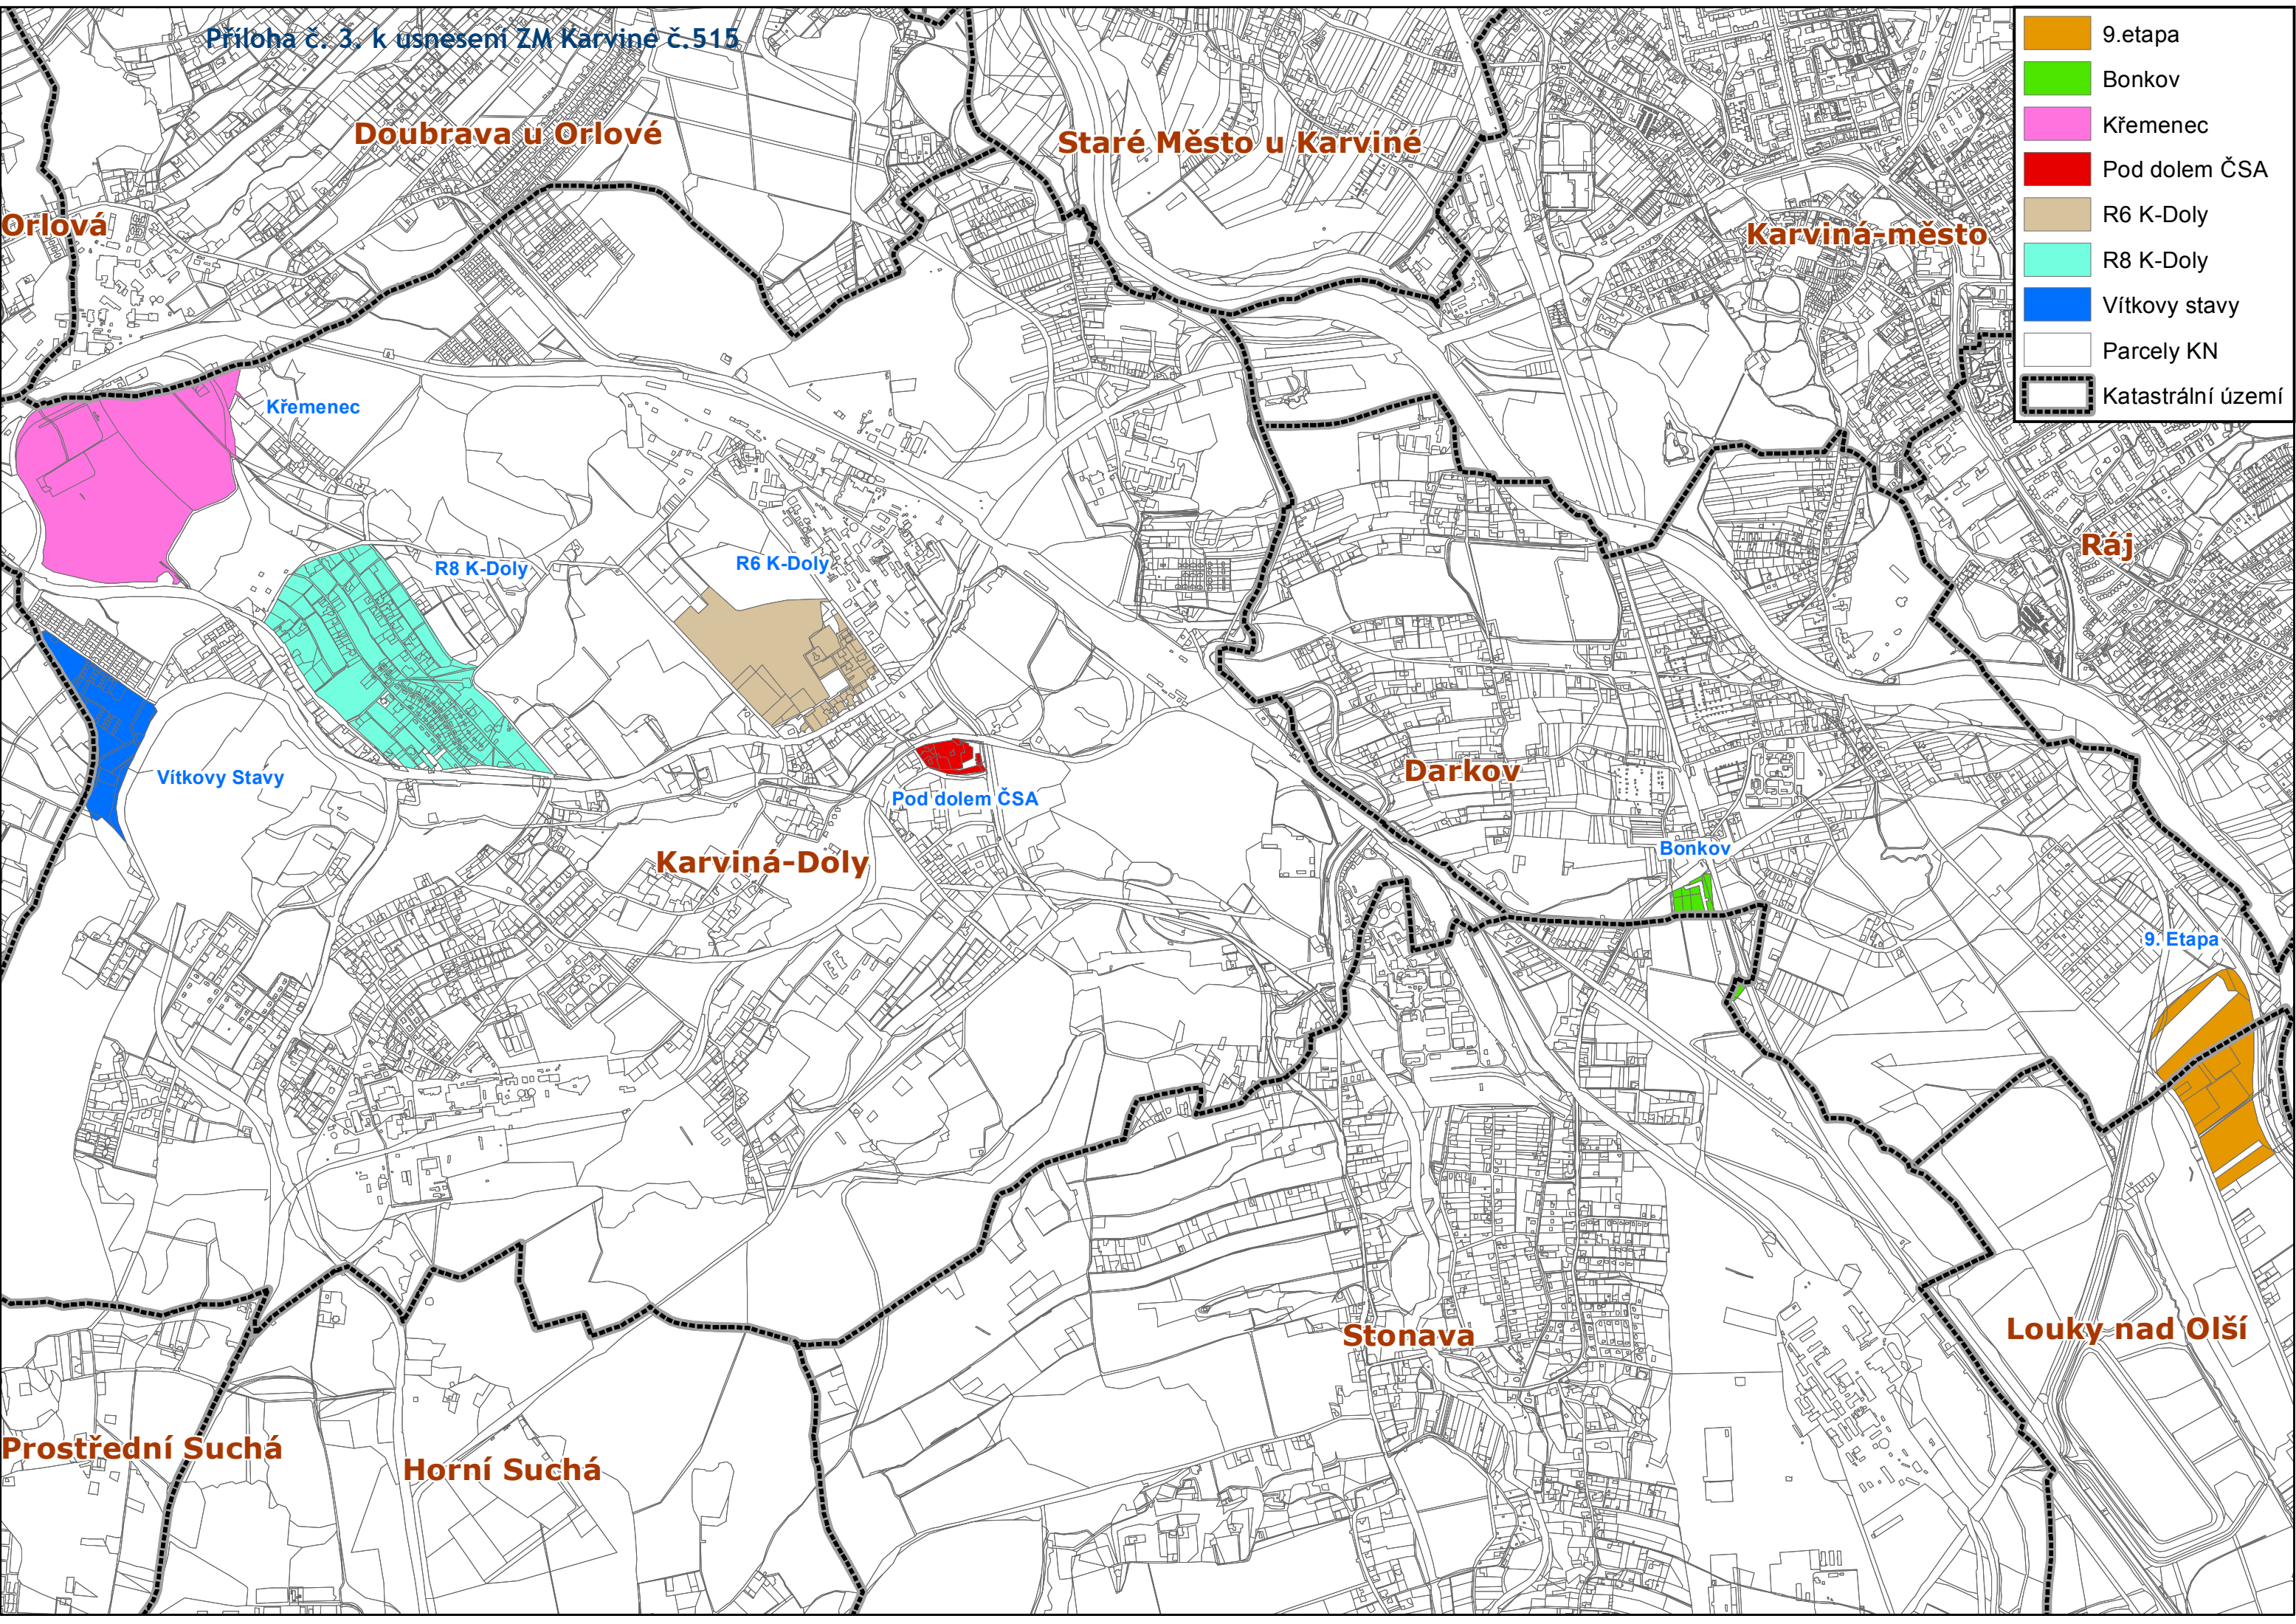 Příloha č. 3. k usnesení ZM Karviné č.515
9.etapa
Bonkov
Křemenec
Pod dolem ČSA
R6 K-Doly
R8 K-Doly
Vítkovy stavy
Parcely KN
Katastrální území
Doubrava u Orlové
Staré Město u Karviné
Orlová
Karviná-město
Křemenec
Ráj
R8 K-Doly
R6 K-Doly
Vítkovy Stavy
Darkov
Pod dolem ČSA
Bonkov
Karviná-Doly
9. Etapa
Stonava
Louky nad Olší
Prostřední Suchá
Horní Suchá